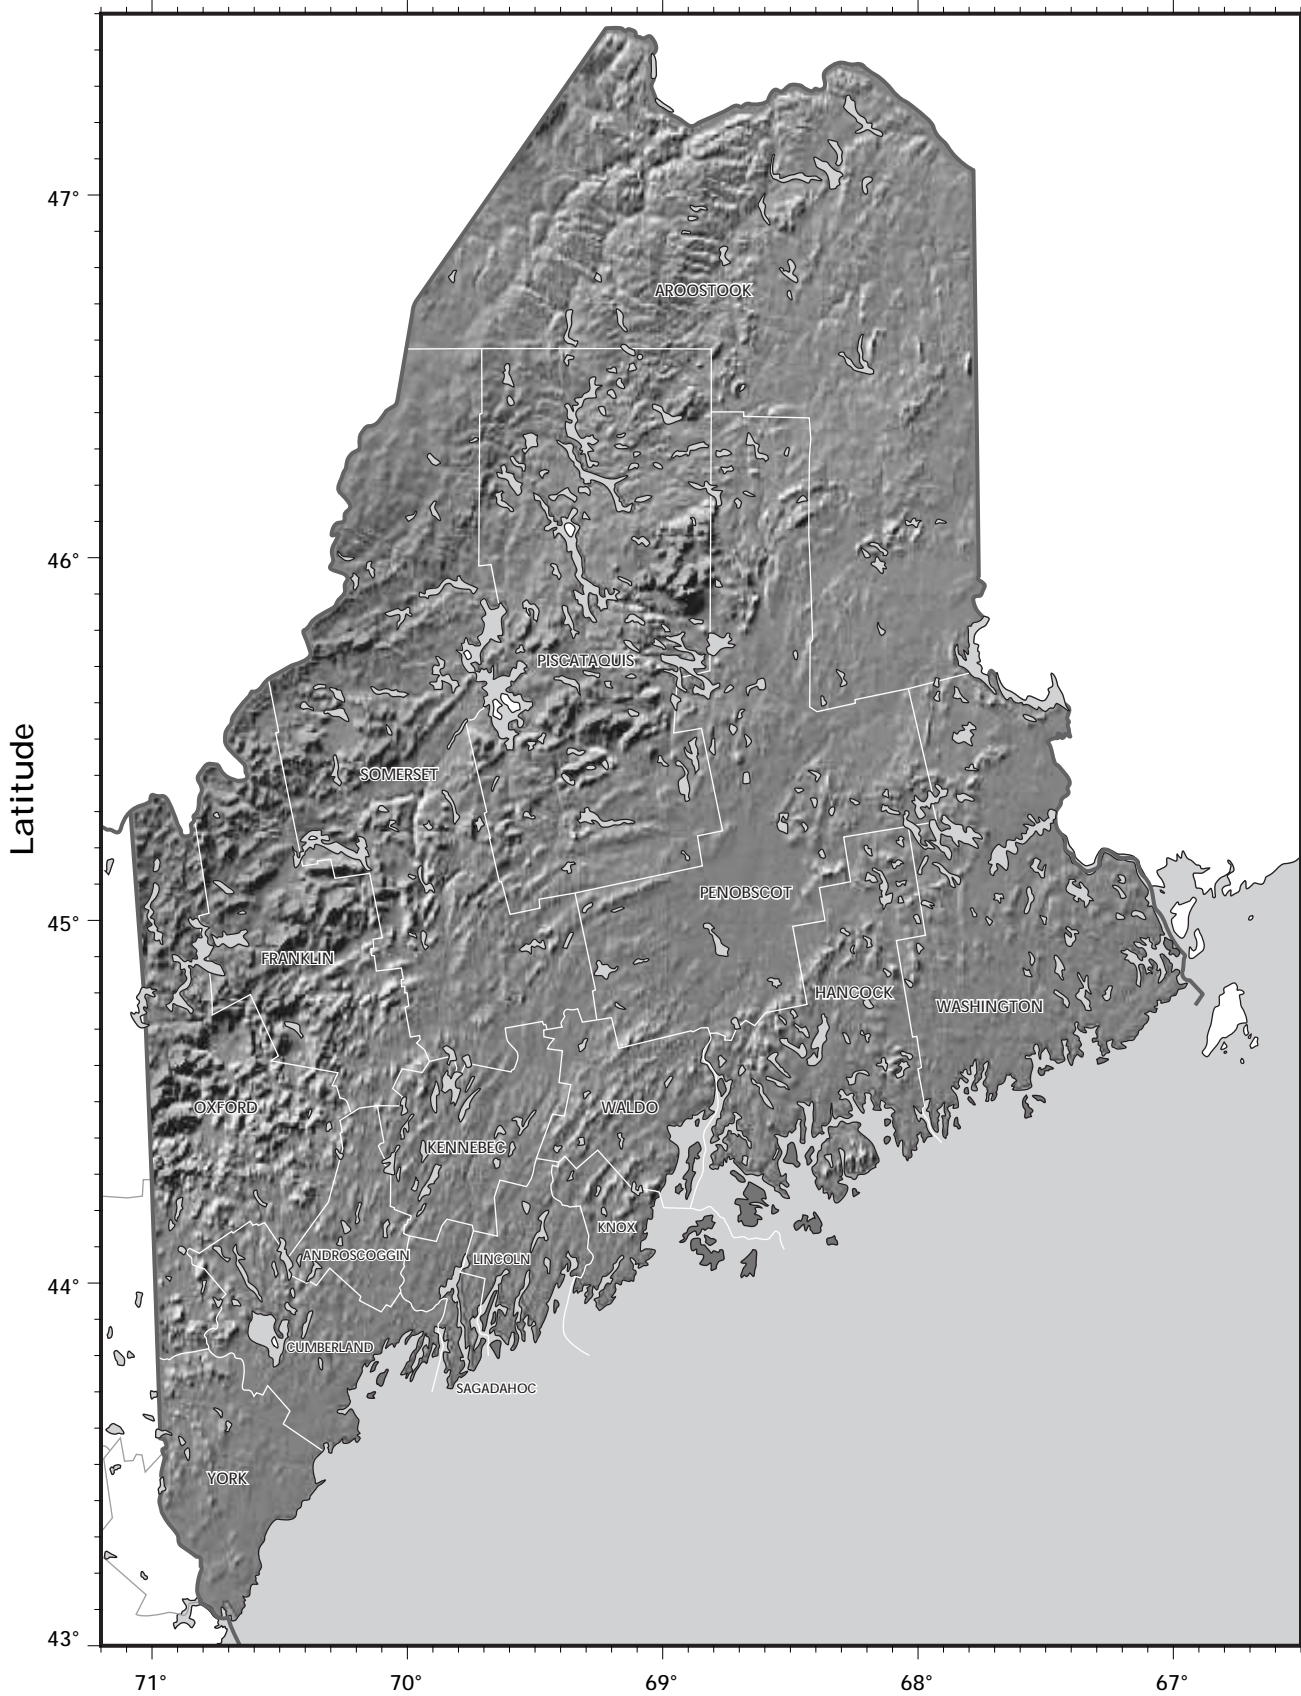 47°
AROOSTOOK
46°
PISCATAQUIS
SOMERSET
Latitude
PENOBSCOT
45°
FRANKLIN
HANCOCK
WASHINGTON
OXFORD
WALDO
KENNEBEC
KNOX
ANDROSCOGGIN
LINCOLN
44°
CUMBERLAND
SAGADAHOC
YORK
43°
71°
70°
69°
68°
67°